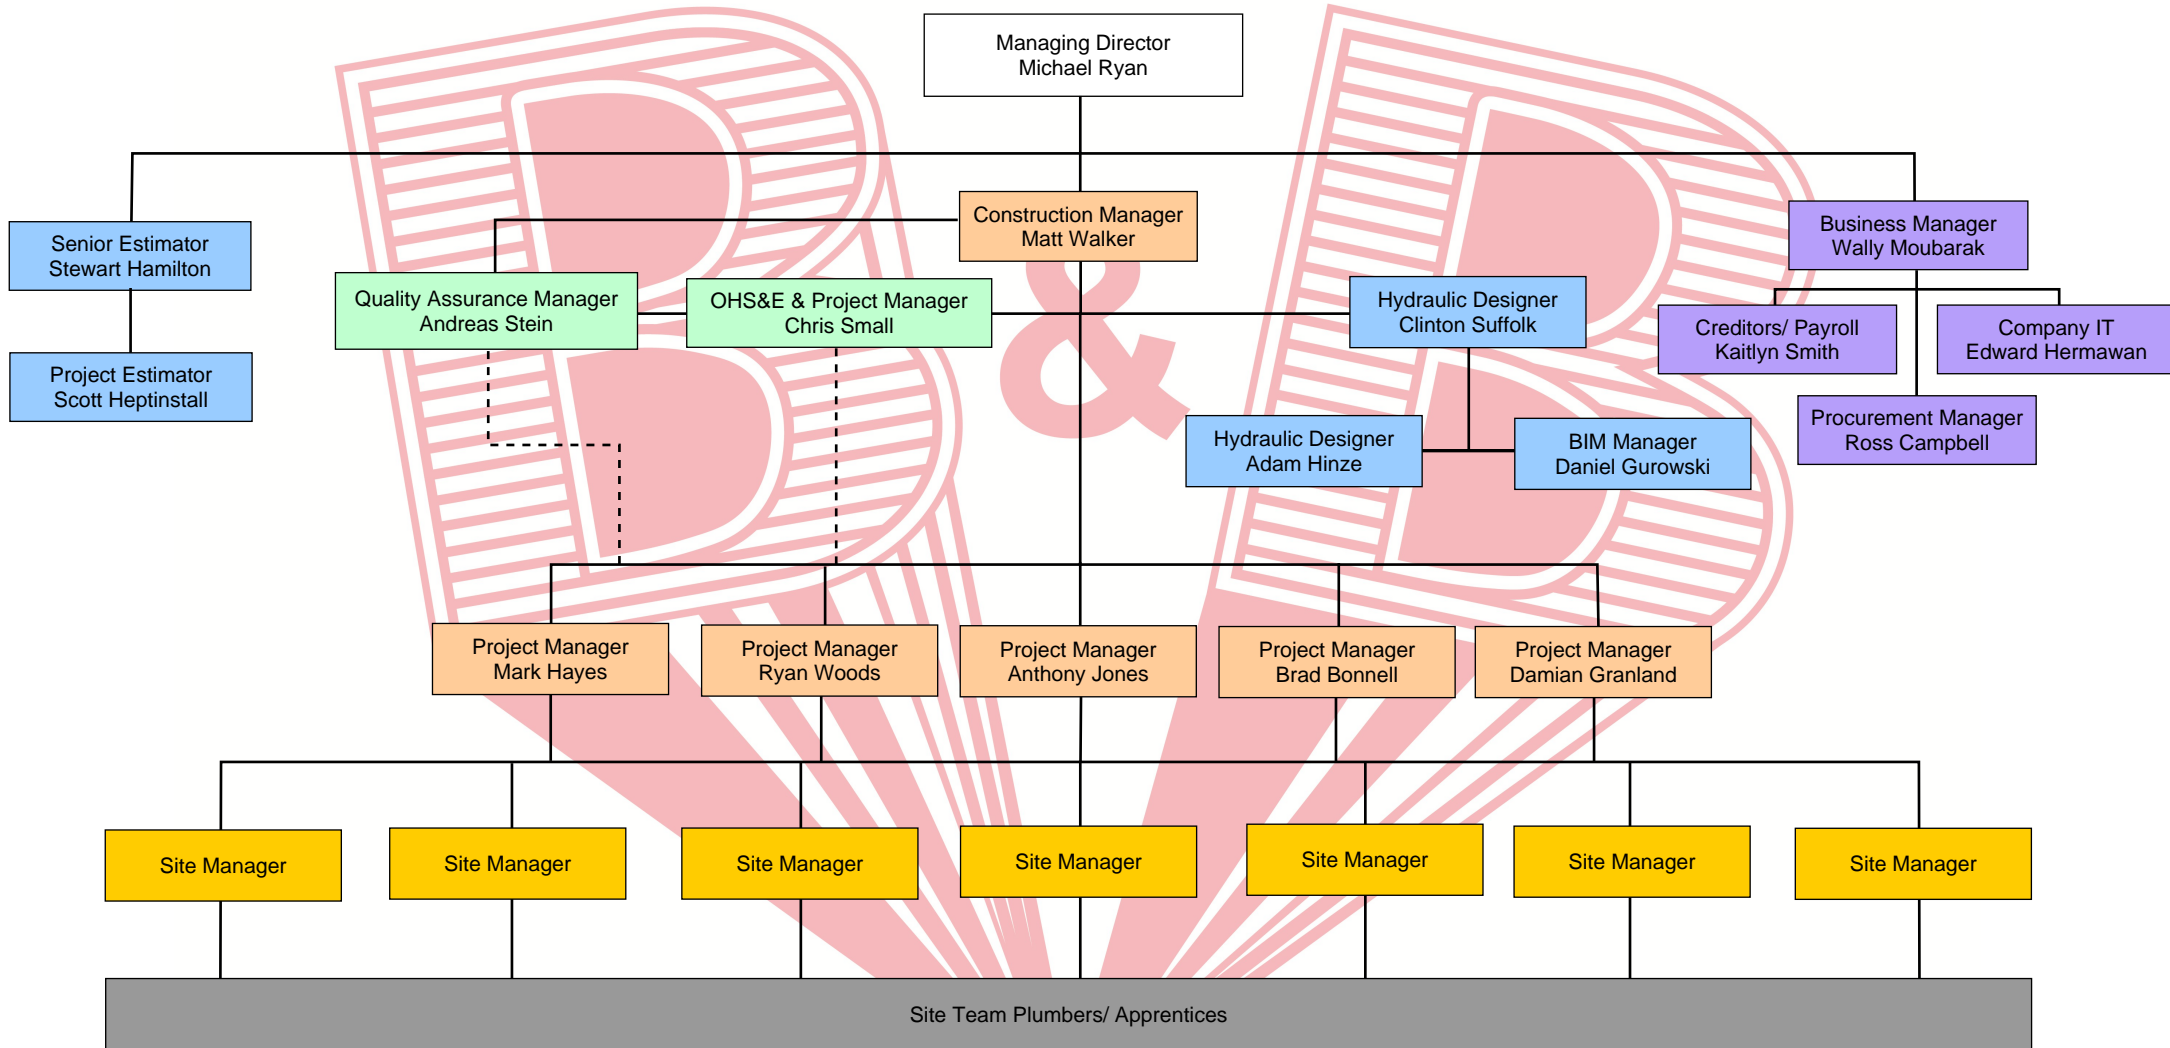 Managing Director
Michael Ryan
Construction Manager
Matt Walker
Senior Estimator
Stewart Hamilton
Business Manager
Wally Moubarak
Quality Assurance Manager
Andreas Stein
OHS&E & Project Manager
Chris Small
Hydraulic Designer
Clinton Suffolk
Creditors/ Payroll
Kaitlyn Smith
Company IT
Edward Hermawan
Project Estimator
Scott Heptinstall
Procurement Manager
Ross Campbell
Hydraulic Designer
Adam Hinze
BIM Manager
Daniel Gurowski
B & B
Project Manager
Mark Hayes
Project Manager
Ryan Woods
Project Manager
Anthony Jones
Project Manager
Brad Bonnell
Project Manager
Damian Granland
Site Manager
Site Manager
Site Manager
Site Manager
Site Manager
Site Manager
Site Manager
Site Team Plumbers/ Apprentices